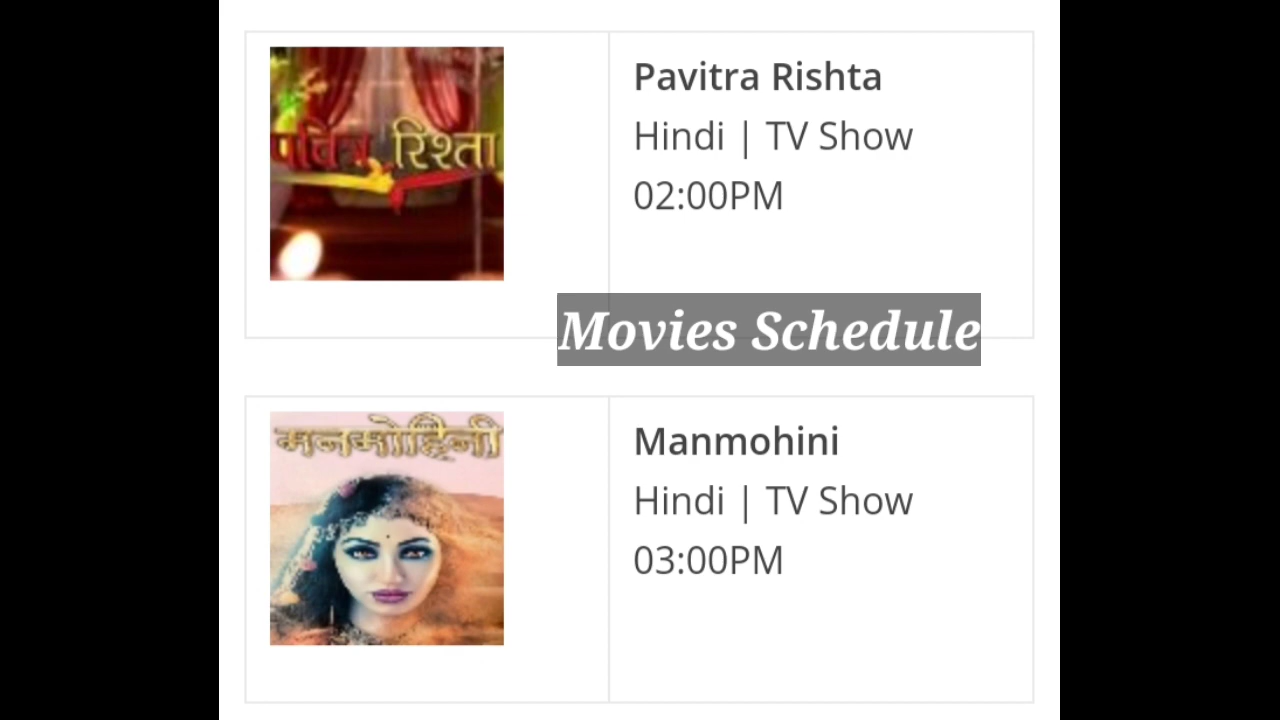 पवित्र रिश्ता
Pavitra Rishta
Hindi | TV Show
02:00PM
Movies Schedule
मनमोहिनी
Manmohini
Hindi | TV Show
03:00PM